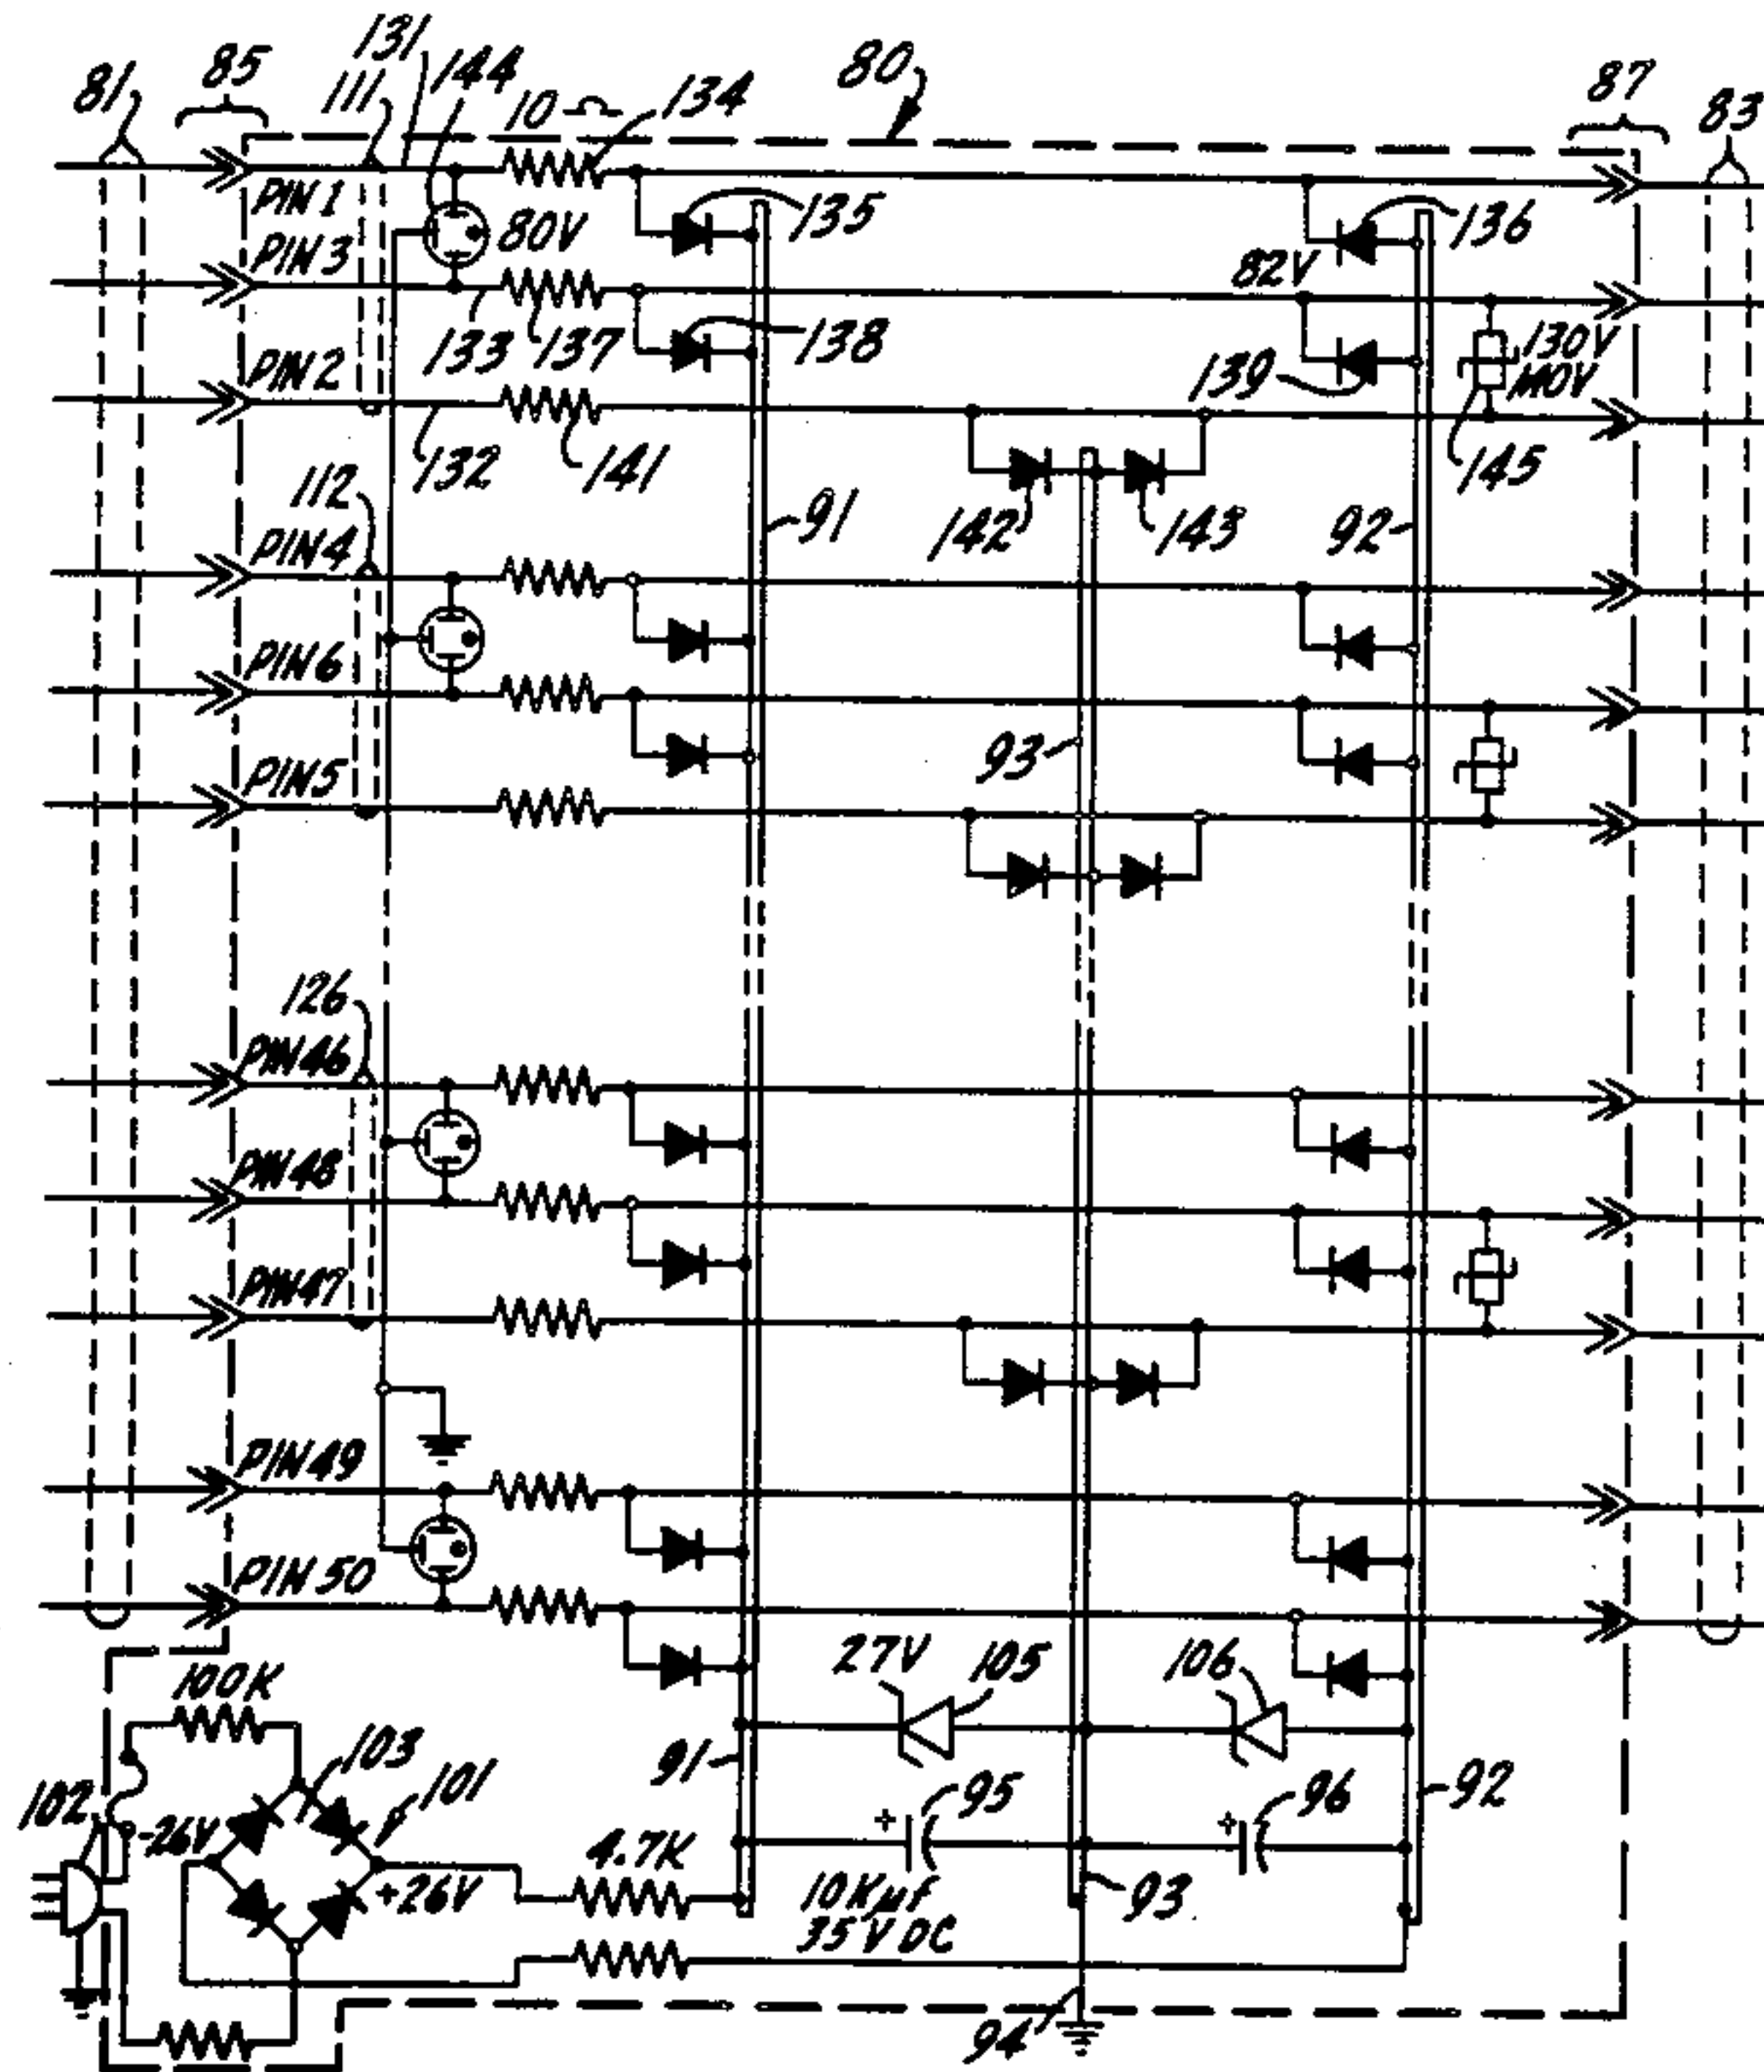 131
144
81
85
111
10 Ω
134
80
87
83
PIN 1
80V
135
136
PIN 3
82V
133
137
138
139
130V
MOV
PIN 2
132
141
145
112
142
143
91
92
PIN 4
PIN 6
93
PIN 5
126
PIN 46
PIN 48
PIN 47
PIN 49
PIN 50
27V
105
106
100K
103
101
91
92
102
-26V
+
95
+
96
4.7K
+26V
10Kµf
35VDC
93
94